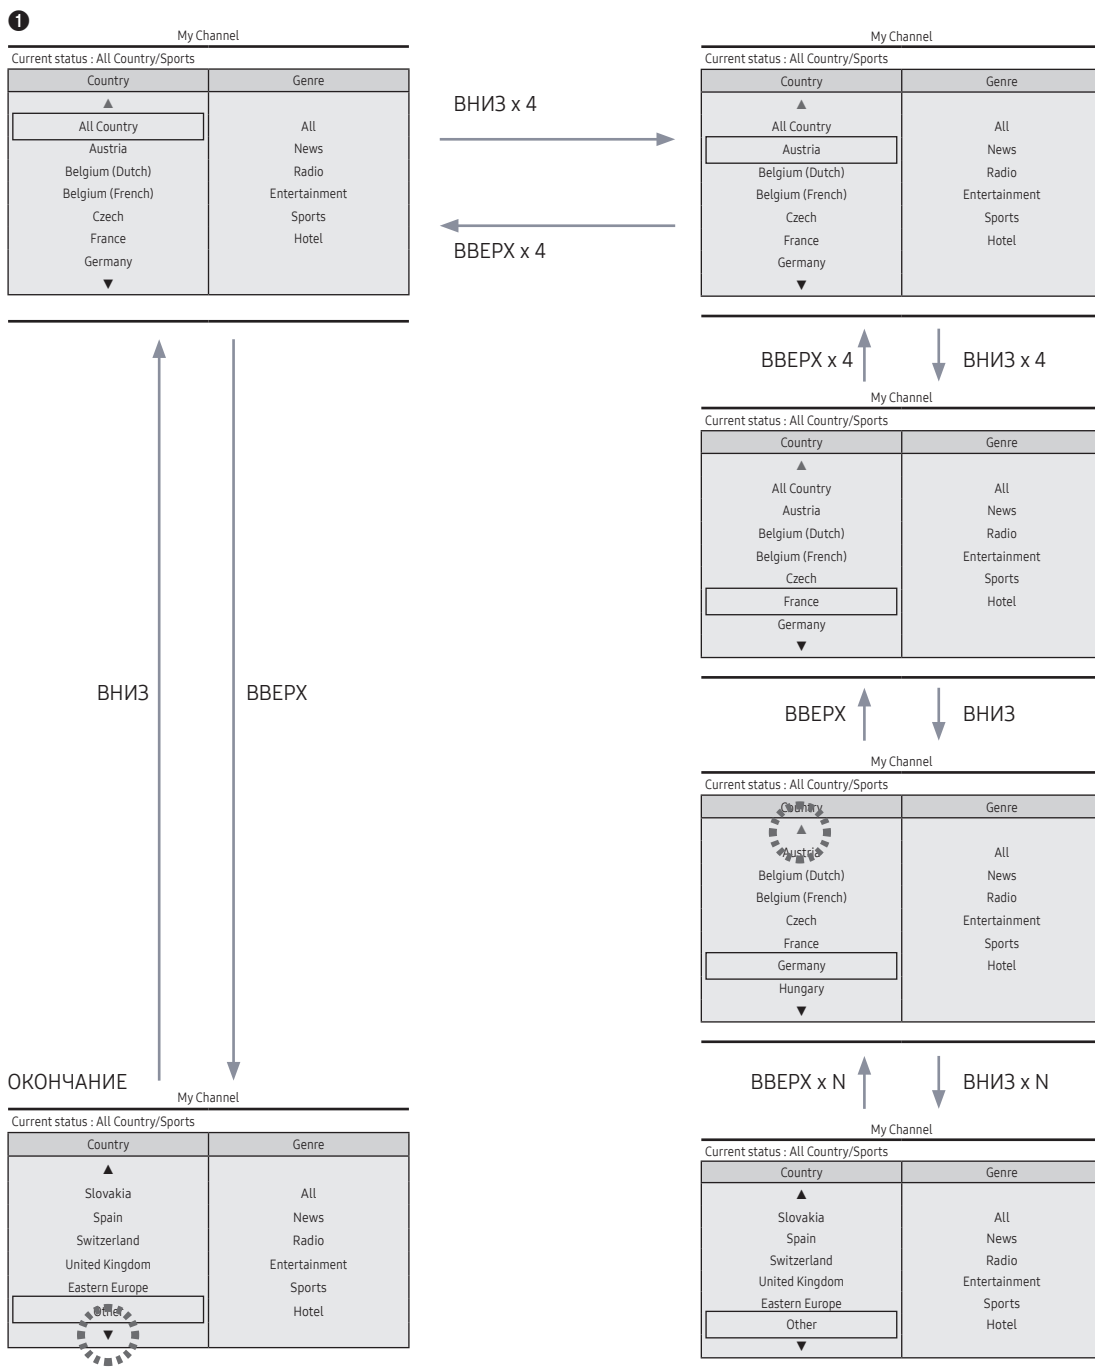 ❶
My Channel
Current status : All Country/Sports
Country Genre
▲
All Country All
Austria News
Belgium (Dutch) Radio
Belgium (French) Entertainment
Czech Sports
France Hotel
Germany
▼
ВНИЗ x 4
ВВЕРХ x 4
My Channel
Current status : All Country/Sports
Country Genre
▲
All Country All
Austria News
Belgium (Dutch) Radio
Belgium (French) Entertainment
Czech Sports
France Hotel
Germany
▼
ВВЕРХ x 4 ВНИЗ x 4
My Channel
Current status : All Country/Sports
Country Genre
▲
All Country All
Austria News
Belgium (Dutch) Radio
Belgium (French) Entertainment
Czech Sports
France Hotel
Germany
▼
ВНИЗ ВВЕРХ
ВВЕРХ ВНИЗ
My Channel
Current status : All Country/Sports
Country Genre
▲
Austria All
Belgium (Dutch) News
Belgium (French) Radio
Czech Entertainment
France Sports
Germany Hotel
Hungary
▼
ВВЕРХ x N ВНИЗ x N
ОКОНЧАНИЕ
My Channel
Current status : All Country/Sports
Country Genre
▲
Slovakia All
Spain News
Switzerland Radio
United Kingdom Entertainment
Eastern Europe Sports
Other Hotel
▼
My Channel
Current status : All Country/Sports
Country Genre
▲
Slovakia All
Spain News
Switzerland Radio
United Kingdom Entertainment
Eastern Europe Sports
Other Hotel
▼